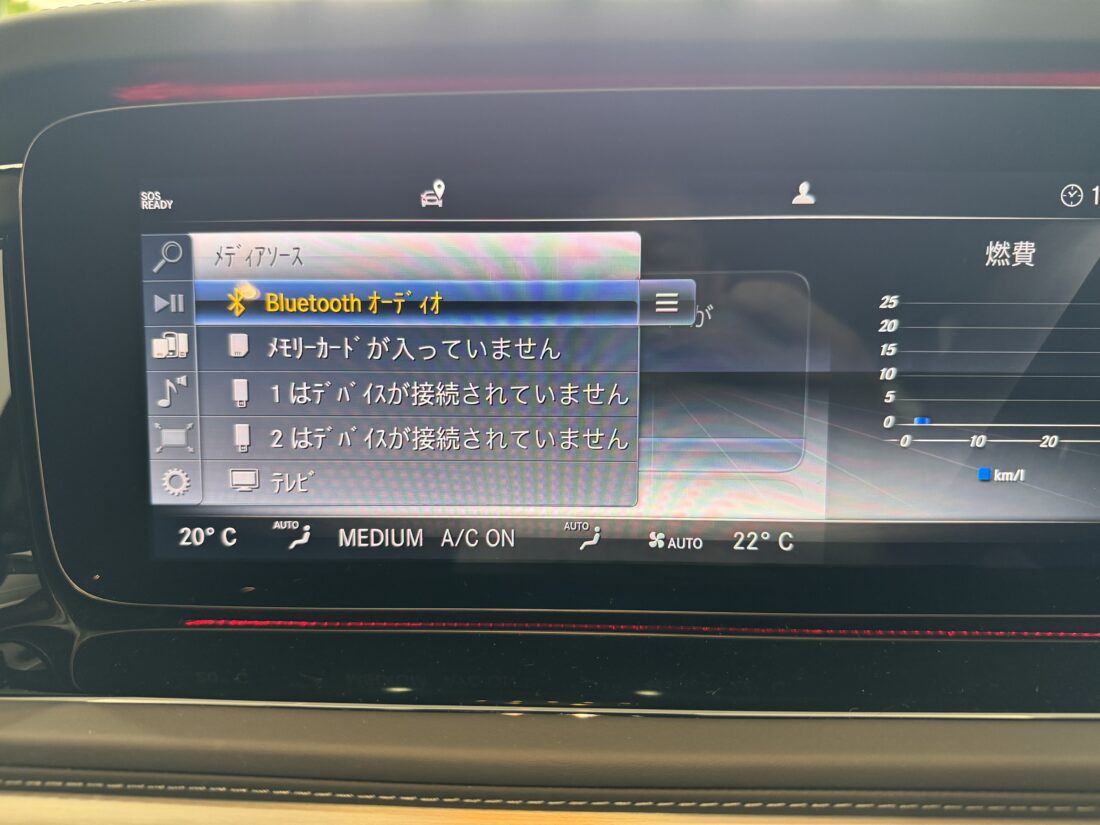 SOS
READY
1
ﾒﾃﾞｨｱｿｰｽ
Bluetooth ｵｰﾃﾞｨｵ
が
ﾒﾓﾘｰｶｰﾄﾞが入っていません
1 はﾃﾞﾊﾞｲｽが接続されていません
2 はﾃﾞﾊﾞｲｽが接続されていません
ﾃﾚﾋﾞ
燃費
25
20
15
10
5
0
0 10 20
km/l
20° C AUTO MEDIUM A/C ON AUTO AUTO 22° C